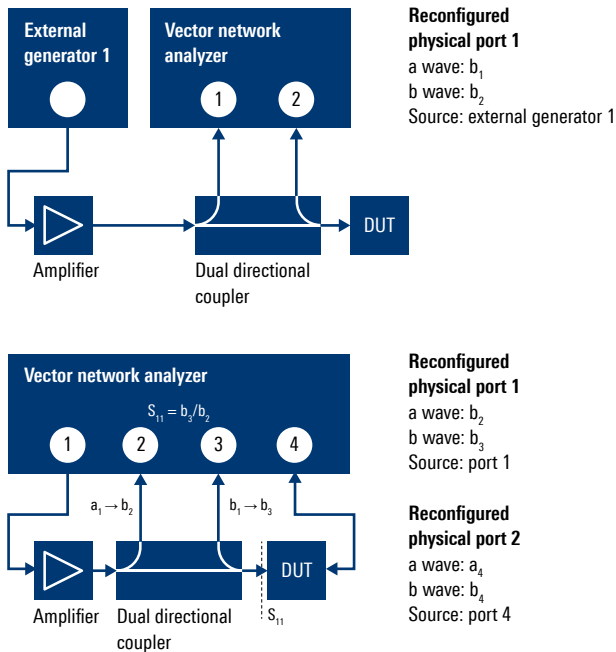 External
generator 1
Vector network
analyzer
1
2
Amplifier
Dual directional
coupler
DUT
Reconfigured
physical port 1
a wave: b₁
b wave: b₂
Source: external generator 1
Vector network analyzer
S₁₁ = b₃/b₂
1
2
3
4
a₁ → b₂
b₁ → b₃
Amplifier
Dual directional
coupler
DUT
S₁₁
Reconfigured
physical port 1
a wave: b₂
b wave: b₃
Source: port 1
Reconfigured
physical port 2
a wave: a₄
b wave: b₄
Source: port 4